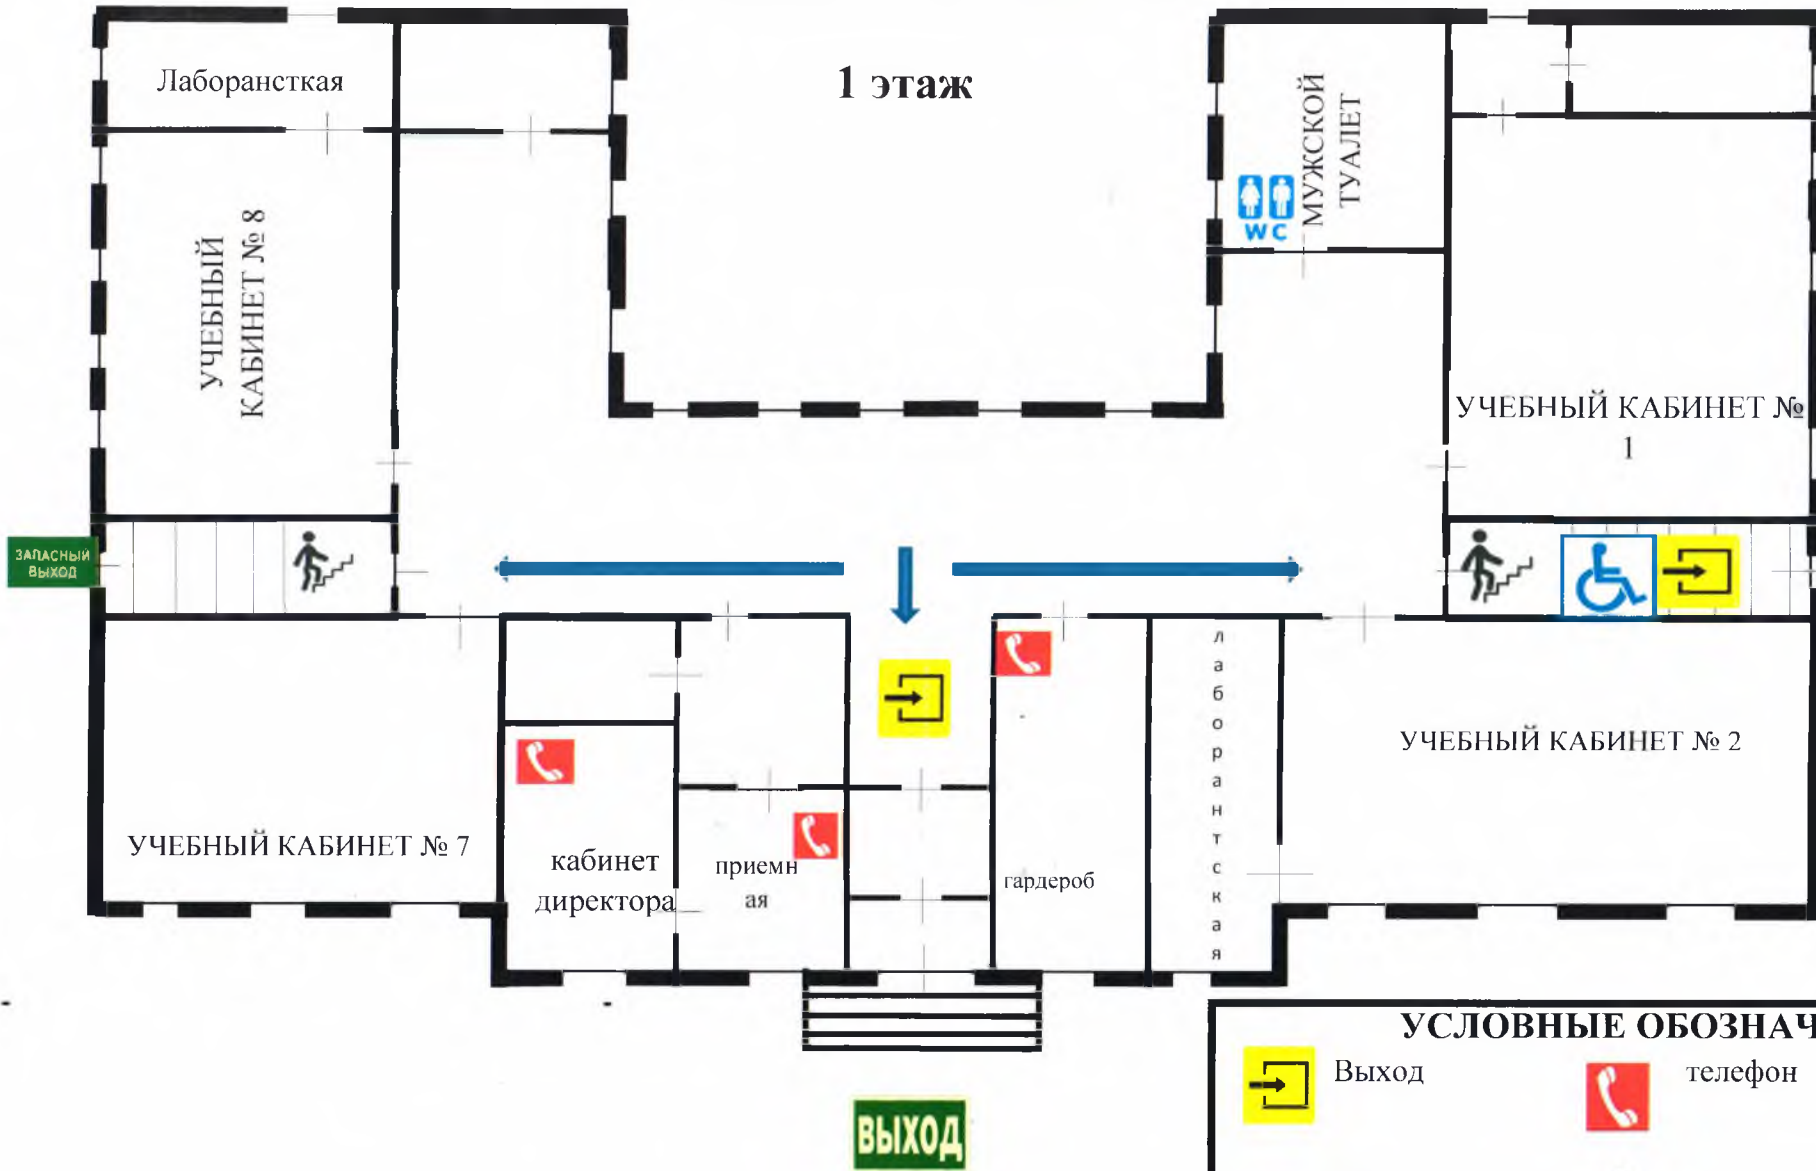 1 этаж
Лаборансткая
МУЖСКОЙ
ТУАЛЕТ
WC
УЧЕБНЫЙ
КАБИНЕТ № 8
УЧЕБНЫЙ КАБИНЕТ №
1
ЗАПАСНЫЙ
ВЫХОД
лаборантская
УЧЕБНЫЙ КАБИНЕТ № 2
УЧЕБНЫЙ КАБИНЕТ № 7
кабинет
директора
приемн
ая
гардероб
УСЛОВНЫЕ ОБОЗНАЧ
Выход
телефон
ВЫХОД